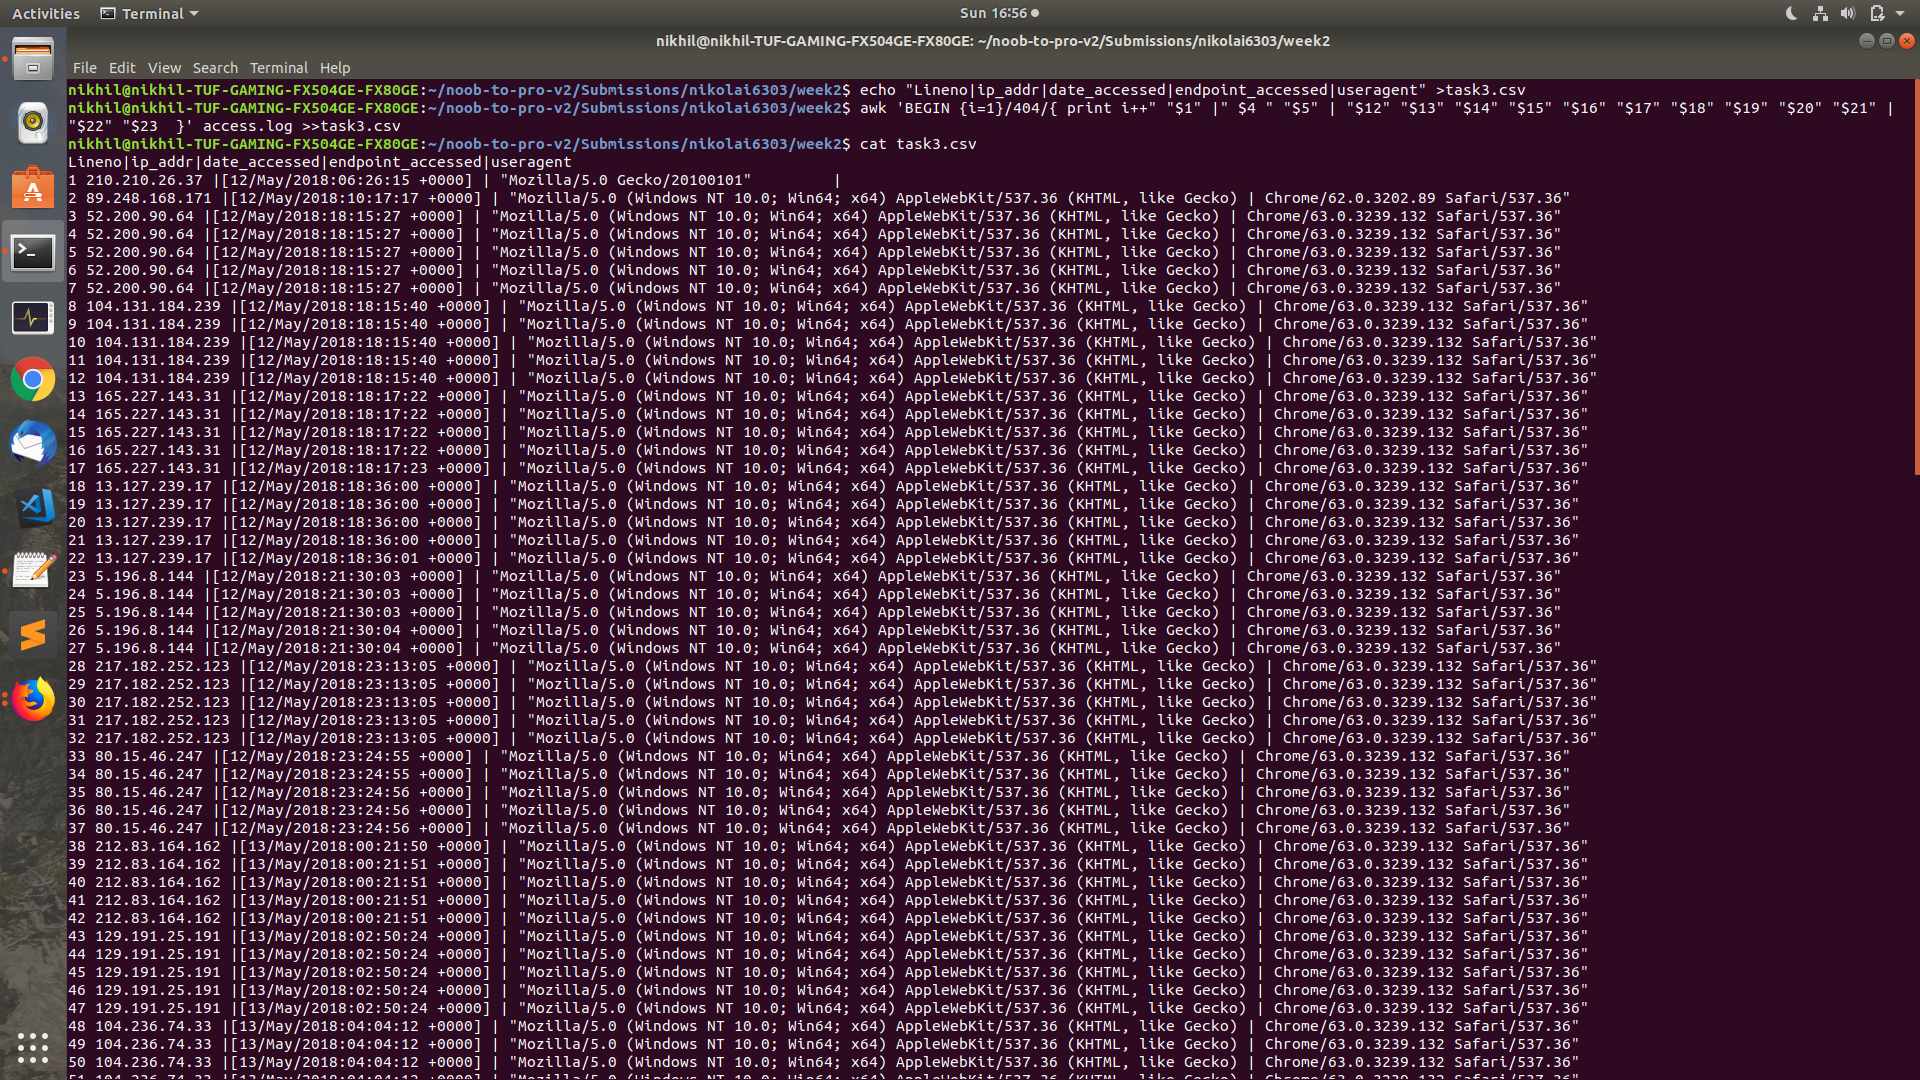 Activities
Terminal
Sun 16:56
nikhil@nikhil-TUF-GAMING-FX504GE-FX80GE: ~/noob-to-pro-v2/Submissions/nikolai6303/week2
File Edit View Search Terminal Help
nikhil@nikhil-TUF-GAMING-FX504GE-FX80GE:~/noob-to-pro-v2/Submissions/nikolai6303/week2$ echo "Lineno|ip_addr|date_accessed|endpoint_accessed|useragent" >task3.csv
nikhil@nikhil-TUF-GAMING-FX504GE-FX80GE:~/noob-to-pro-v2/Submissions/nikolai6303/week2$ awk 'BEGIN {i=1}/404/{ print i++" "$1" |" $4 " "$5" | "$12" "$13" "$14" "$15" "$16" "$17" "$18" "$19" "$20" "$21" |
"$22" "$23  }' access.log >>task3.csv
nikhil@nikhil-TUF-GAMING-FX504GE-FX80GE:~/noob-to-pro-v2/Submissions/nikolai6303/week2$ cat task3.csv
Lineno|ip_addr|date_accessed|endpoint_accessed|useragent
1 210.210.26.37 |[12/May/2018:06:26:15 +0000] | "Mozilla/5.0 Gecko/20100101"         |
2 89.248.168.171 |[12/May/2018:10:17:17 +0000] | "Mozilla/5.0 (Windows NT 10.0; Win64; x64) AppleWebKit/537.36 (KHTML, like Gecko) | Chrome/62.0.3202.89 Safari/537.36"
3 52.200.90.64 |[12/May/2018:18:15:27 +0000] | "Mozilla/5.0 (Windows NT 10.0; Win64; x64) AppleWebKit/537.36 (KHTML, like Gecko) | Chrome/63.0.3239.132 Safari/537.36"
4 52.200.90.64 |[12/May/2018:18:15:27 +0000] | "Mozilla/5.0 (Windows NT 10.0; Win64; x64) AppleWebKit/537.36 (KHTML, like Gecko) | Chrome/63.0.3239.132 Safari/537.36"
5 52.200.90.64 |[12/May/2018:18:15:27 +0000] | "Mozilla/5.0 (Windows NT 10.0; Win64; x64) AppleWebKit/537.36 (KHTML, like Gecko) | Chrome/63.0.3239.132 Safari/537.36"
6 52.200.90.64 |[12/May/2018:18:15:27 +0000] | "Mozilla/5.0 (Windows NT 10.0; Win64; x64) AppleWebKit/537.36 (KHTML, like Gecko) | Chrome/63.0.3239.132 Safari/537.36"
7 52.200.90.64 |[12/May/2018:18:15:27 +0000] | "Mozilla/5.0 (Windows NT 10.0; Win64; x64) AppleWebKit/537.36 (KHTML, like Gecko) | Chrome/63.0.3239.132 Safari/537.36"
8 104.131.184.239 |[12/May/2018:18:15:40 +0000] | "Mozilla/5.0 (Windows NT 10.0; Win64; x64) AppleWebKit/537.36 (KHTML, like Gecko) | Chrome/63.0.3239.132 Safari/537.36"
9 104.131.184.239 |[12/May/2018:18:15:40 +0000] | "Mozilla/5.0 (Windows NT 10.0; Win64; x64) AppleWebKit/537.36 (KHTML, like Gecko) | Chrome/63.0.3239.132 Safari/537.36"
10 104.131.184.239 |[12/May/2018:18:15:40 +0000] | "Mozilla/5.0 (Windows NT 10.0; Win64; x64) AppleWebKit/537.36 (KHTML, like Gecko) | Chrome/63.0.3239.132 Safari/537.36"
11 104.131.184.239 |[12/May/2018:18:15:40 +0000] | "Mozilla/5.0 (Windows NT 10.0; Win64; x64) AppleWebKit/537.36 (KHTML, like Gecko) | Chrome/63.0.3239.132 Safari/537.36"
12 104.131.184.239 |[12/May/2018:18:15:40 +0000] | "Mozilla/5.0 (Windows NT 10.0; Win64; x64) AppleWebKit/537.36 (KHTML, like Gecko) | Chrome/63.0.3239.132 Safari/537.36"
13 165.227.143.31 |[12/May/2018:18:17:22 +0000] | "Mozilla/5.0 (Windows NT 10.0; Win64; x64) AppleWebKit/537.36 (KHTML, like Gecko) | Chrome/63.0.3239.132 Safari/537.36"
14 165.227.143.31 |[12/May/2018:18:17:22 +0000] | "Mozilla/5.0 (Windows NT 10.0; Win64; x64) AppleWebKit/537.36 (KHTML, like Gecko) | Chrome/63.0.3239.132 Safari/537.36"
15 165.227.143.31 |[12/May/2018:18:17:22 +0000] | "Mozilla/5.0 (Windows NT 10.0; Win64; x64) AppleWebKit/537.36 (KHTML, like Gecko) | Chrome/63.0.3239.132 Safari/537.36"
16 165.227.143.31 |[12/May/2018:18:17:22 +0000] | "Mozilla/5.0 (Windows NT 10.0; Win64; x64) AppleWebKit/537.36 (KHTML, like Gecko) | Chrome/63.0.3239.132 Safari/537.36"
17 165.227.143.31 |[12/May/2018:18:17:23 +0000] | "Mozilla/5.0 (Windows NT 10.0; Win64; x64) AppleWebKit/537.36 (KHTML, like Gecko) | Chrome/63.0.3239.132 Safari/537.36"
18 13.127.239.17 |[12/May/2018:18:36:00 +0000] | "Mozilla/5.0 (Windows NT 10.0; Win64; x64) AppleWebKit/537.36 (KHTML, like Gecko) | Chrome/63.0.3239.132 Safari/537.36"
19 13.127.239.17 |[12/May/2018:18:36:00 +0000] | "Mozilla/5.0 (Windows NT 10.0; Win64; x64) AppleWebKit/537.36 (KHTML, like Gecko) | Chrome/63.0.3239.132 Safari/537.36"
20 13.127.239.17 |[12/May/2018:18:36:00 +0000] | "Mozilla/5.0 (Windows NT 10.0; Win64; x64) AppleWebKit/537.36 (KHTML, like Gecko) | Chrome/63.0.3239.132 Safari/537.36"
21 13.127.239.17 |[12/May/2018:18:36:00 +0000] | "Mozilla/5.0 (Windows NT 10.0; Win64; x64) AppleWebKit/537.36 (KHTML, like Gecko) | Chrome/63.0.3239.132 Safari/537.36"
22 13.127.239.17 |[12/May/2018:18:36:01 +0000] | "Mozilla/5.0 (Windows NT 10.0; Win64; x64) AppleWebKit/537.36 (KHTML, like Gecko) | Chrome/63.0.3239.132 Safari/537.36"
23 5.196.8.144 |[12/May/2018:21:30:03 +0000] | "Mozilla/5.0 (Windows NT 10.0; Win64; x64) AppleWebKit/537.36 (KHTML, like Gecko) | Chrome/63.0.3239.132 Safari/537.36"
24 5.196.8.144 |[12/May/2018:21:30:03 +0000] | "Mozilla/5.0 (Windows NT 10.0; Win64; x64) AppleWebKit/537.36 (KHTML, like Gecko) | Chrome/63.0.3239.132 Safari/537.36"
25 5.196.8.144 |[12/May/2018:21:30:03 +0000] | "Mozilla/5.0 (Windows NT 10.0; Win64; x64) AppleWebKit/537.36 (KHTML, like Gecko) | Chrome/63.0.3239.132 Safari/537.36"
26 5.196.8.144 |[12/May/2018:21:30:04 +0000] | "Mozilla/5.0 (Windows NT 10.0; Win64; x64) AppleWebKit/537.36 (KHTML, like Gecko) | Chrome/63.0.3239.132 Safari/537.36"
27 5.196.8.144 |[12/May/2018:21:30:04 +0000] | "Mozilla/5.0 (Windows NT 10.0; Win64; x64) AppleWebKit/537.36 (KHTML, like Gecko) | Chrome/63.0.3239.132 Safari/537.36"
28 217.182.252.123 |[12/May/2018:23:13:05 +0000] | "Mozilla/5.0 (Windows NT 10.0; Win64; x64) AppleWebKit/537.36 (KHTML, like Gecko) | Chrome/63.0.3239.132 Safari/537.36"
29 217.182.252.123 |[12/May/2018:23:13:05 +0000] | "Mozilla/5.0 (Windows NT 10.0; Win64; x64) AppleWebKit/537.36 (KHTML, like Gecko) | Chrome/63.0.3239.132 Safari/537.36"
30 217.182.252.123 |[12/May/2018:23:13:05 +0000] | "Mozilla/5.0 (Windows NT 10.0; Win64; x64) AppleWebKit/537.36 (KHTML, like Gecko) | Chrome/63.0.3239.132 Safari/537.36"
31 217.182.252.123 |[12/May/2018:23:13:05 +0000] | "Mozilla/5.0 (Windows NT 10.0; Win64; x64) AppleWebKit/537.36 (KHTML, like Gecko) | Chrome/63.0.3239.132 Safari/537.36"
32 217.182.252.123 |[12/May/2018:23:13:05 +0000] | "Mozilla/5.0 (Windows NT 10.0; Win64; x64) AppleWebKit/537.36 (KHTML, like Gecko) | Chrome/63.0.3239.132 Safari/537.36"
33 80.15.46.247 |[12/May/2018:23:24:55 +0000] | "Mozilla/5.0 (Windows NT 10.0; Win64; x64) AppleWebKit/537.36 (KHTML, like Gecko) | Chrome/63.0.3239.132 Safari/537.36"
34 80.15.46.247 |[12/May/2018:23:24:55 +0000] | "Mozilla/5.0 (Windows NT 10.0; Win64; x64) AppleWebKit/537.36 (KHTML, like Gecko) | Chrome/63.0.3239.132 Safari/537.36"
35 80.15.46.247 |[12/May/2018:23:24:56 +0000] | "Mozilla/5.0 (Windows NT 10.0; Win64; x64) AppleWebKit/537.36 (KHTML, like Gecko) | Chrome/63.0.3239.132 Safari/537.36"
36 80.15.46.247 |[12/May/2018:23:24:56 +0000] | "Mozilla/5.0 (Windows NT 10.0; Win64; x64) AppleWebKit/537.36 (KHTML, like Gecko) | Chrome/63.0.3239.132 Safari/537.36"
37 80.15.46.247 |[12/May/2018:23:24:56 +0000] | "Mozilla/5.0 (Windows NT 10.0; Win64; x64) AppleWebKit/537.36 (KHTML, like Gecko) | Chrome/63.0.3239.132 Safari/537.36"
38 212.83.164.162 |[13/May/2018:00:21:50 +0000] | "Mozilla/5.0 (Windows NT 10.0; Win64; x64) AppleWebKit/537.36 (KHTML, like Gecko) | Chrome/63.0.3239.132 Safari/537.36"
39 212.83.164.162 |[13/May/2018:00:21:51 +0000] | "Mozilla/5.0 (Windows NT 10.0; Win64; x64) AppleWebKit/537.36 (KHTML, like Gecko) | Chrome/63.0.3239.132 Safari/537.36"
40 212.83.164.162 |[13/May/2018:00:21:51 +0000] | "Mozilla/5.0 (Windows NT 10.0; Win64; x64) AppleWebKit/537.36 (KHTML, like Gecko) | Chrome/63.0.3239.132 Safari/537.36"
41 212.83.164.162 |[13/May/2018:00:21:51 +0000] | "Mozilla/5.0 (Windows NT 10.0; Win64; x64) AppleWebKit/537.36 (KHTML, like Gecko) | Chrome/63.0.3239.132 Safari/537.36"
42 212.83.164.162 |[13/May/2018:00:21:51 +0000] | "Mozilla/5.0 (Windows NT 10.0; Win64; x64) AppleWebKit/537.36 (KHTML, like Gecko) | Chrome/63.0.3239.132 Safari/537.36"
43 129.191.25.191 |[13/May/2018:02:50:24 +0000] | "Mozilla/5.0 (Windows NT 10.0; Win64; x64) AppleWebKit/537.36 (KHTML, like Gecko) | Chrome/63.0.3239.132 Safari/537.36"
44 129.191.25.191 |[13/May/2018:02:50:24 +0000] | "Mozilla/5.0 (Windows NT 10.0; Win64; x64) AppleWebKit/537.36 (KHTML, like Gecko) | Chrome/63.0.3239.132 Safari/537.36"
45 129.191.25.191 |[13/May/2018:02:50:24 +0000] | "Mozilla/5.0 (Windows NT 10.0; Win64; x64) AppleWebKit/537.36 (KHTML, like Gecko) | Chrome/63.0.3239.132 Safari/537.36"
46 129.191.25.191 |[13/May/2018:02:50:24 +0000] | "Mozilla/5.0 (Windows NT 10.0; Win64; x64) AppleWebKit/537.36 (KHTML, like Gecko) | Chrome/63.0.3239.132 Safari/537.36"
47 129.191.25.191 |[13/May/2018:02:50:24 +0000] | "Mozilla/5.0 (Windows NT 10.0; Win64; x64) AppleWebKit/537.36 (KHTML, like Gecko) | Chrome/63.0.3239.132 Safari/537.36"
48 104.236.74.33 |[13/May/2018:04:04:12 +0000] | "Mozilla/5.0 (Windows NT 10.0; Win64; x64) AppleWebKit/537.36 (KHTML, like Gecko) | Chrome/63.0.3239.132 Safari/537.36"
49 104.236.74.33 |[13/May/2018:04:04:12 +0000] | "Mozilla/5.0 (Windows NT 10.0; Win64; x64) AppleWebKit/537.36 (KHTML, like Gecko) | Chrome/63.0.3239.132 Safari/537.36"
50 104.236.74.33 |[13/May/2018:04:04:12 +0000] | "Mozilla/5.0 (Windows NT 10.0; Win64; x64) AppleWebKit/537.36 (KHTML, like Gecko) | Chrome/63.0.3239.132 Safari/537.36"